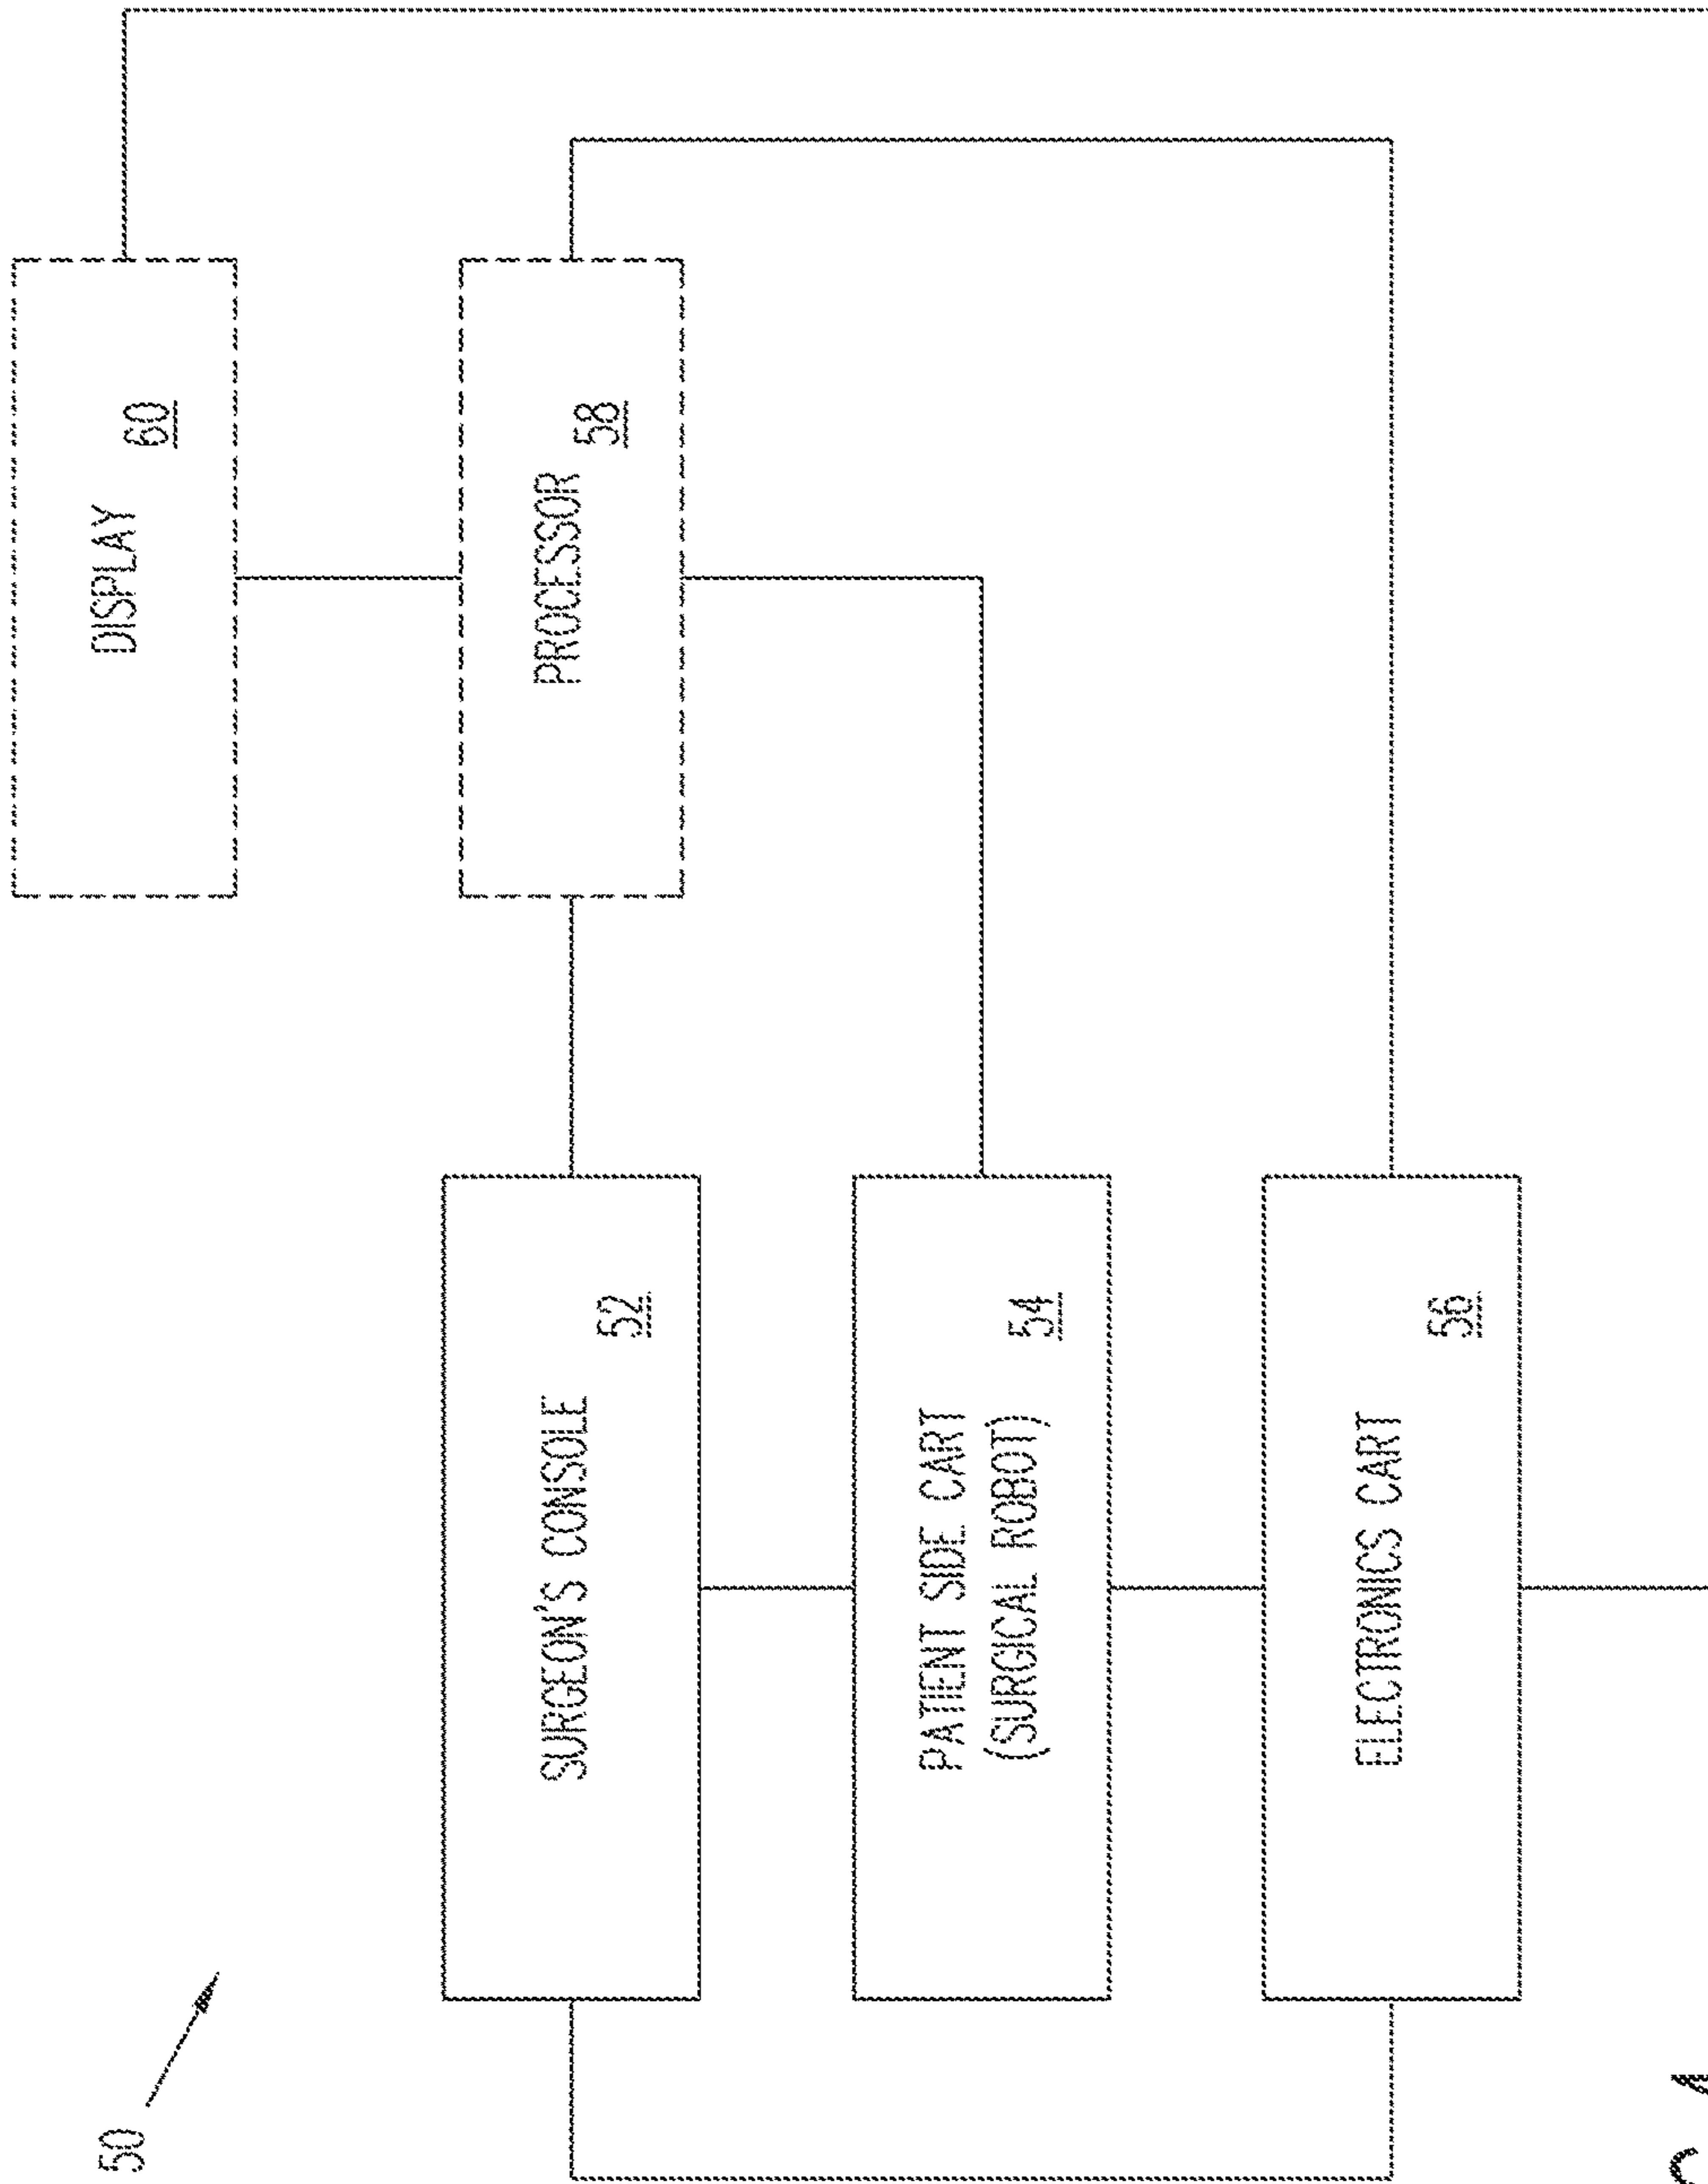 50
SURGEON'S CONSOLE
52
PATIENT SIDE CART
(SURGICAL ROBOT)
54
ELECTRONICS CART
56
DISPLAY
60
PROCESSOR
58